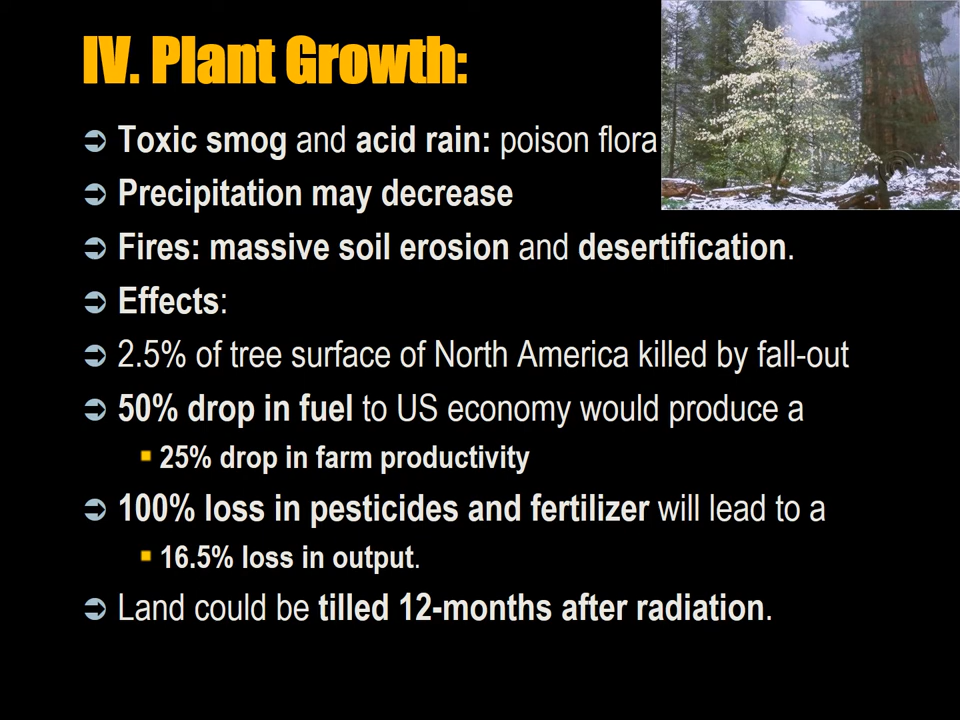 IV. Plant Growth:
Toxic smog and acid rain: poison flora
Precipitation may decrease
Fires: massive soil erosion and desertification.
Effects:
2.5% of tree surface of North America killed by fall-out
50% drop in fuel to US economy would produce a
25% drop in farm productivity
100% loss in pesticides and fertilizer will lead to a
16.5% loss in output.
Land could be tilled 12-months after radiation.